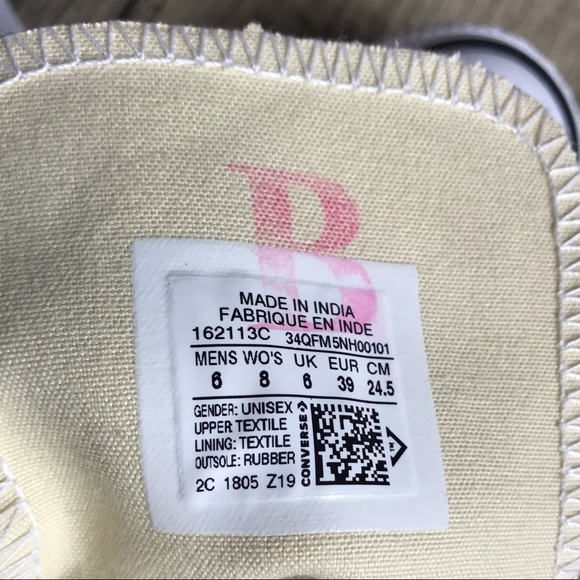 B
MADE IN INDIA
FABRIQUE EN INDE
162113C 34QFM5NH00101
MENS WO'S UK EUR CM
6 8 6 39 24.5
GENDER: UNISEX
UPPER TEXTILE
LINING: TEXTILE
OUTSOLE: RUBBER
2C 1805 Z19
CONVERSE
TM